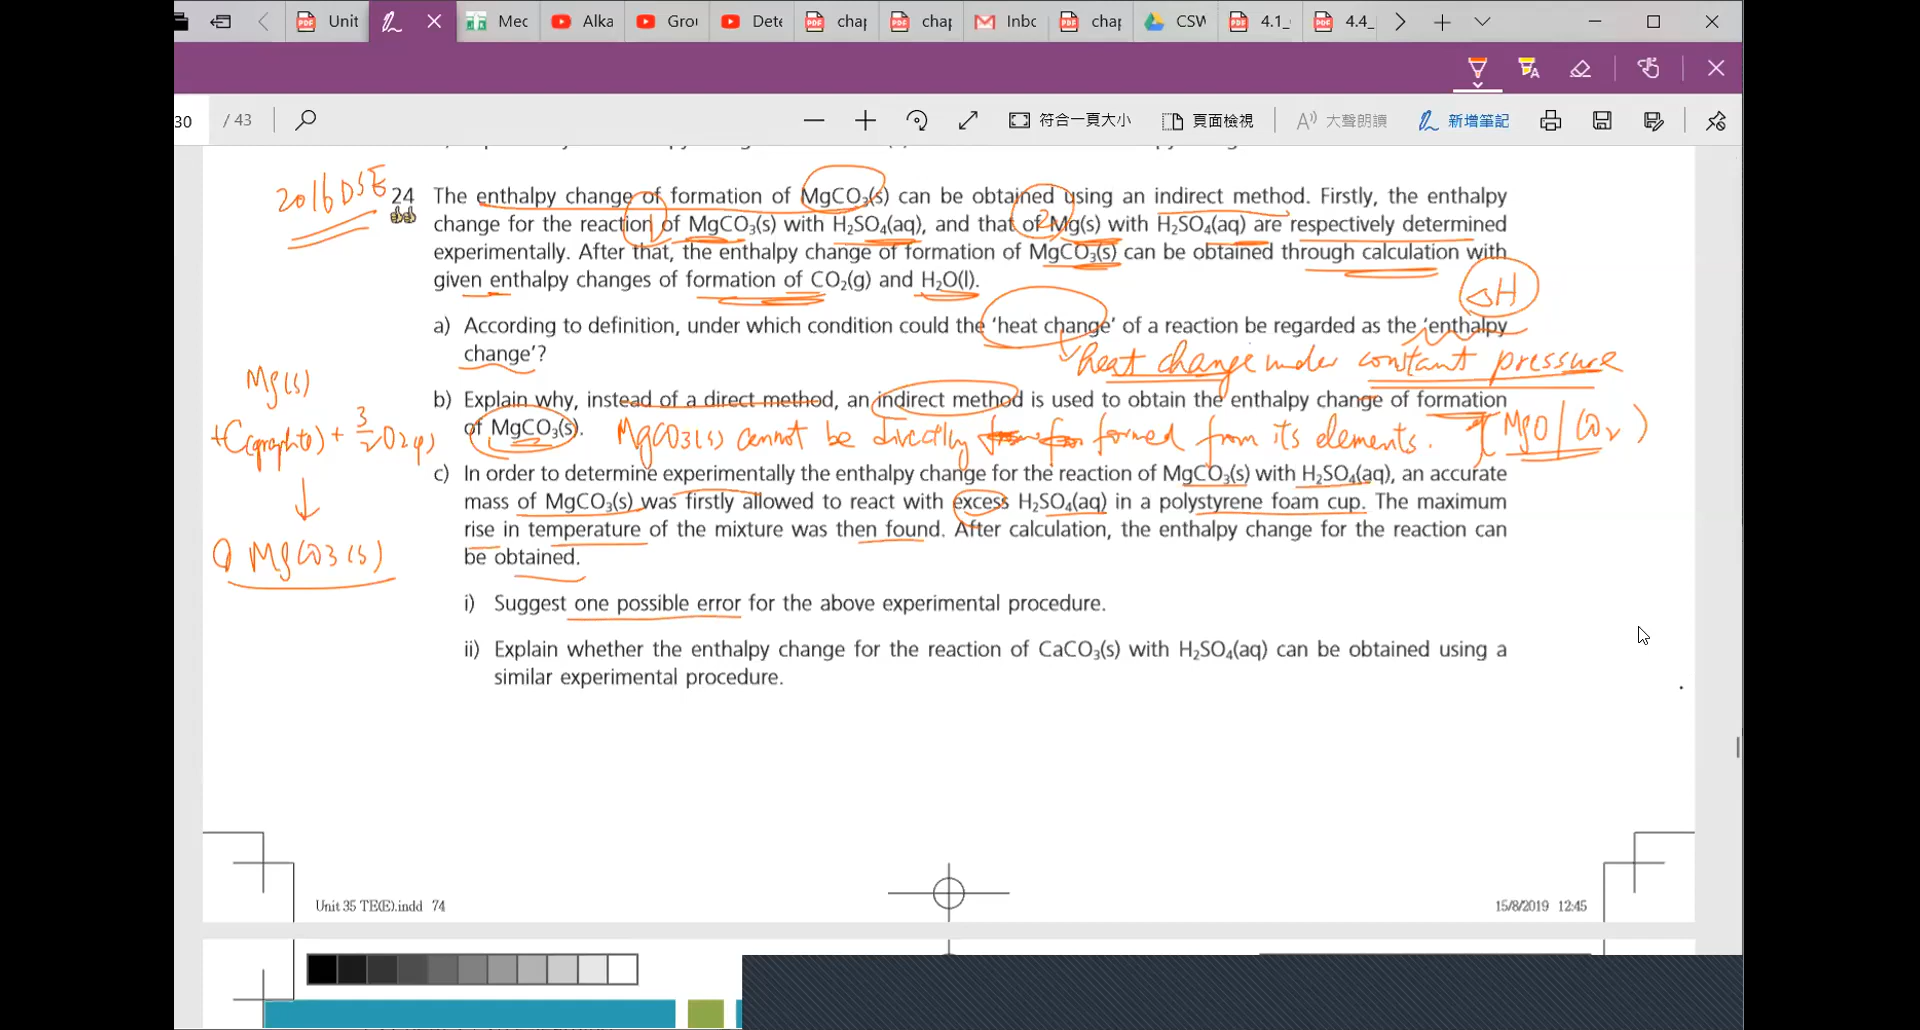 Unit
Mec
Alka
Grou
Dete
chap
chap
Inbc
chap
CSW
4.1_
4.4_
30 / 43
符合一頁大小
頁面檢視
大聲朗讀
新增筆記
2016 DSE
24 The enthalpy change of formation of MgCO₃(s) can be obtained using an indirect method. Firstly, the enthalpy
change for the reaction of MgCO₃(s) with H₂SO₄(aq), and that of Mg(s) with H₂SO₄(aq) are respectively determined
1
2
experimentally. After that, the enthalpy change of formation of MgCO₃(s) can be obtained through calculation with
given enthalpy changes of formation of CO₂(g) and H₂O(l).
△H
a) According to definition, under which condition could the 'heat change' of a reaction be regarded as the 'enthalpy
change'?
heat change under constant pressure
b) Explain why, instead of a direct method, an indirect method is used to obtain the enthalpy change of formation
of MgCO₃(s).
MgCO3(s) cannot be directly formed from its elements. (MgO / CO2)
Mg(s)
+C(graphite) + 3/2 O2(g)
↓
MgCO3(s)
c) In order to determine experimentally the enthalpy change for the reaction of MgCO₃(s) with H₂SO₄(aq), an accurate
mass of MgCO₃(s) was firstly allowed to react with excess H₂SO₄(aq) in a polystyrene foam cup. The maximum
rise in temperature of the mixture was then found. After calculation, the enthalpy change for the reaction can
be obtained.
i) Suggest one possible error for the above experimental procedure.
ii) Explain whether the enthalpy change for the reaction of CaCO₃(s) with H₂SO₄(aq) can be obtained using a
similar experimental procedure.
Unit 35 TE(E).indd 74
15/8/2019 12:45